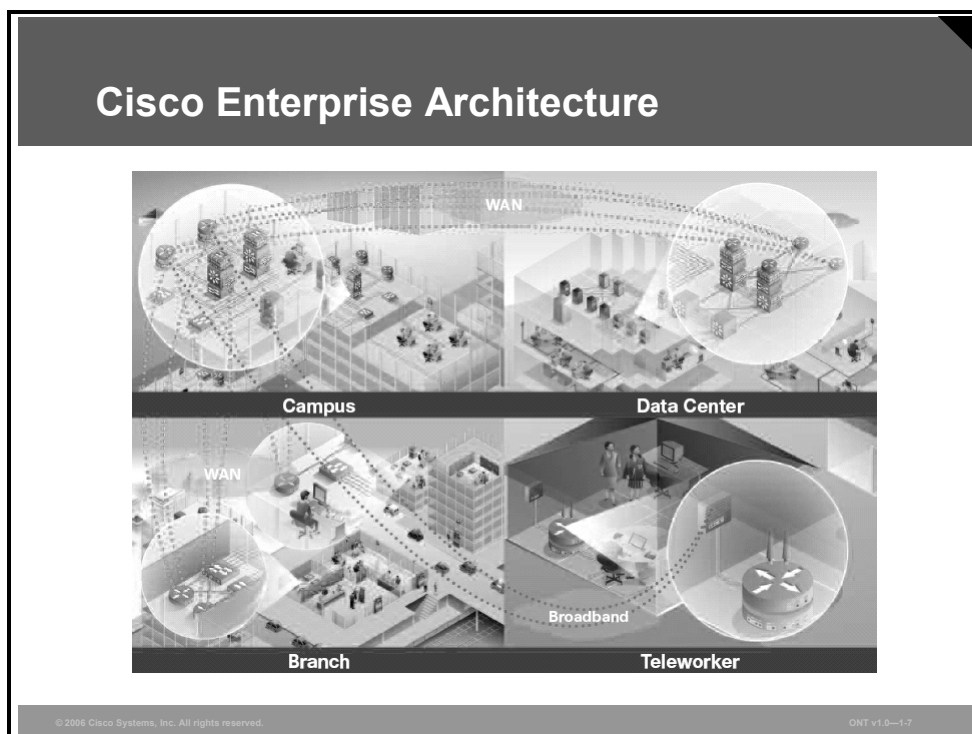 Cisco Enterprise Architecture
WAN
Campus
Data Center
WAN
Broadband
Branch
Teleworker
© 2006 Cisco Systems, Inc. All rights reserved.
ONT v1.0—1-7